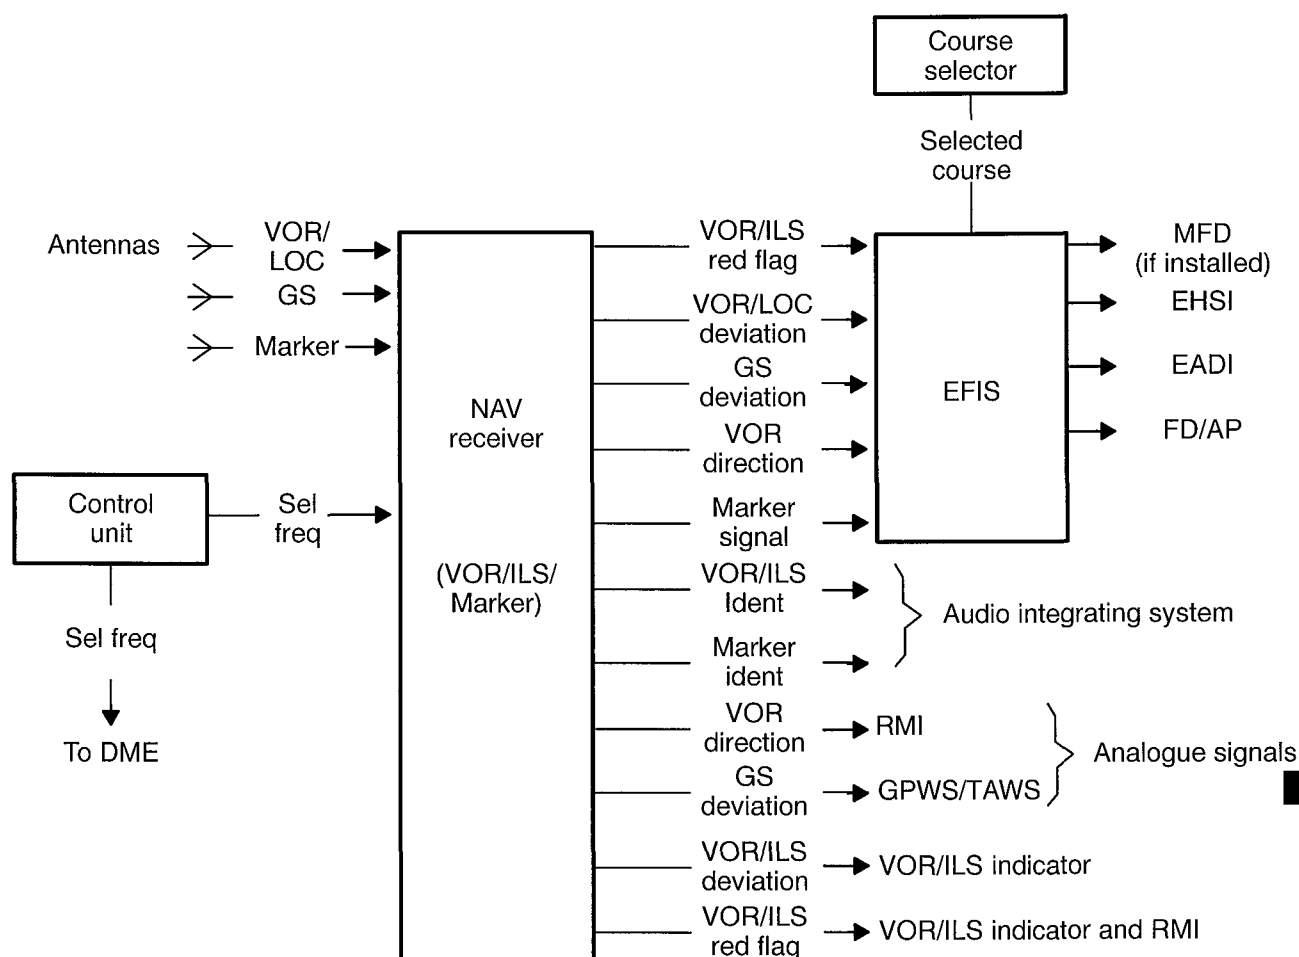 Course
selector
Selected
course
Antennas
VOR/
LOC
GS
Marker
Control
unit
Sel
freq
Sel freq
To DME
NAV
receiver
(VOR/ILS/
Marker)
VOR/ILS
red flag
VOR/LOC
deviation
GS
deviation
VOR
direction
Marker
signal
VOR/ILS
Ident
Marker
ident
VOR
direction
GS
deviation
VOR/ILS
deviation
VOR/ILS
red flag
EFIS
MFD
(if installed)
EHSI
EADI
FD/AP
Audio integrating system
RMI
GPWS/TAWS
Analogue signals
VOR/ILS indicator
VOR/ILS indicator and RMI